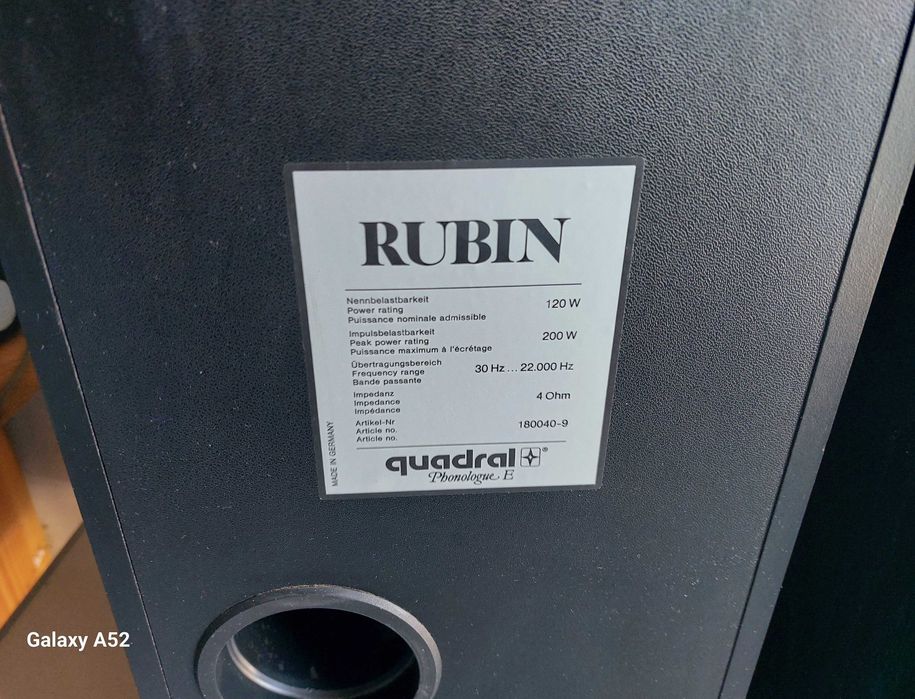 RUBIN
Nennbelastbarkeit
Power rating 120 W
Puissance nominale admissible
Impulsbelastbarkeit
Peak power rating 200 W
Puissance maximum à l'écrétage
Übertragungsbereich
Frequency range 30 Hz ... 22.000 Hz
Bande passante
Impedanz
Impedance 4 Ohm
Impédance
Artikel-Nr
Article no. 180040-9
Article no.
MADE IN GERMANY
quadral®
Phonologue E
Galaxy A52